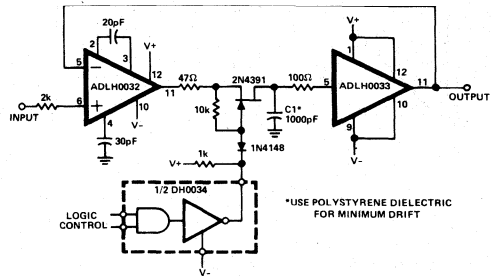 20pF
2
3
V+
5
−
ADLH0032
12
47Ω
2N4391
100Ω
V+
1
5
ADLH0033
12
11
OUTPUT
2k
INPUT
6
+
11
10
V−
4
30pF
10k
C1*
1000pF
10
9
V−
1N4148
1k
V+
1/2 DH0034
LOGIC
CONTROL
V−
*USE POLYSTYRENE DIELECTRIC
FOR MINIMUM DRIFT